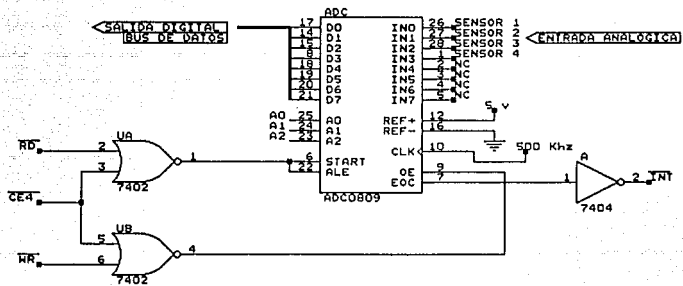 ADC
SALIDA DIGITAL
BUS DE DATOS
17 D0 IN0 26 SENSOR 1
14 D1 IN1 27 SENSOR 2
15 D2 IN2 28 SENSOR 3
8 D3 IN3 1 SENSOR 4
18 D4 IN4 2 NC
19 D5 IN5 3 NC
20 D6 IN6 4 NC
21 D7 IN7 5 NC
ENTRADA ANALOGICA
5 v
A0 25 A0 REF+ 12
A1 24 A1 REF- 16
A2 23 A2
CLK 10 500 Khz
6 START OE 9
22 ALE EOC 7
ADC0809
UA
RD 2
3
1
7402
CE4
UB
5
WR 6
4
7402
A
1 2 INT
7404